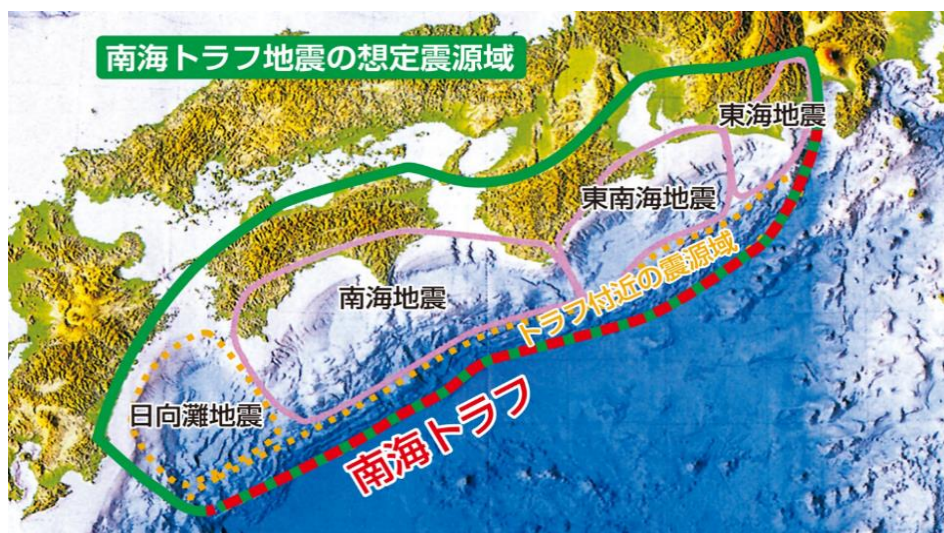 南海トラフ地震の想定震源域
東海地震
東南海地震
トラフ付近の震源域
南海地震
日向灘地震
南海トラフ